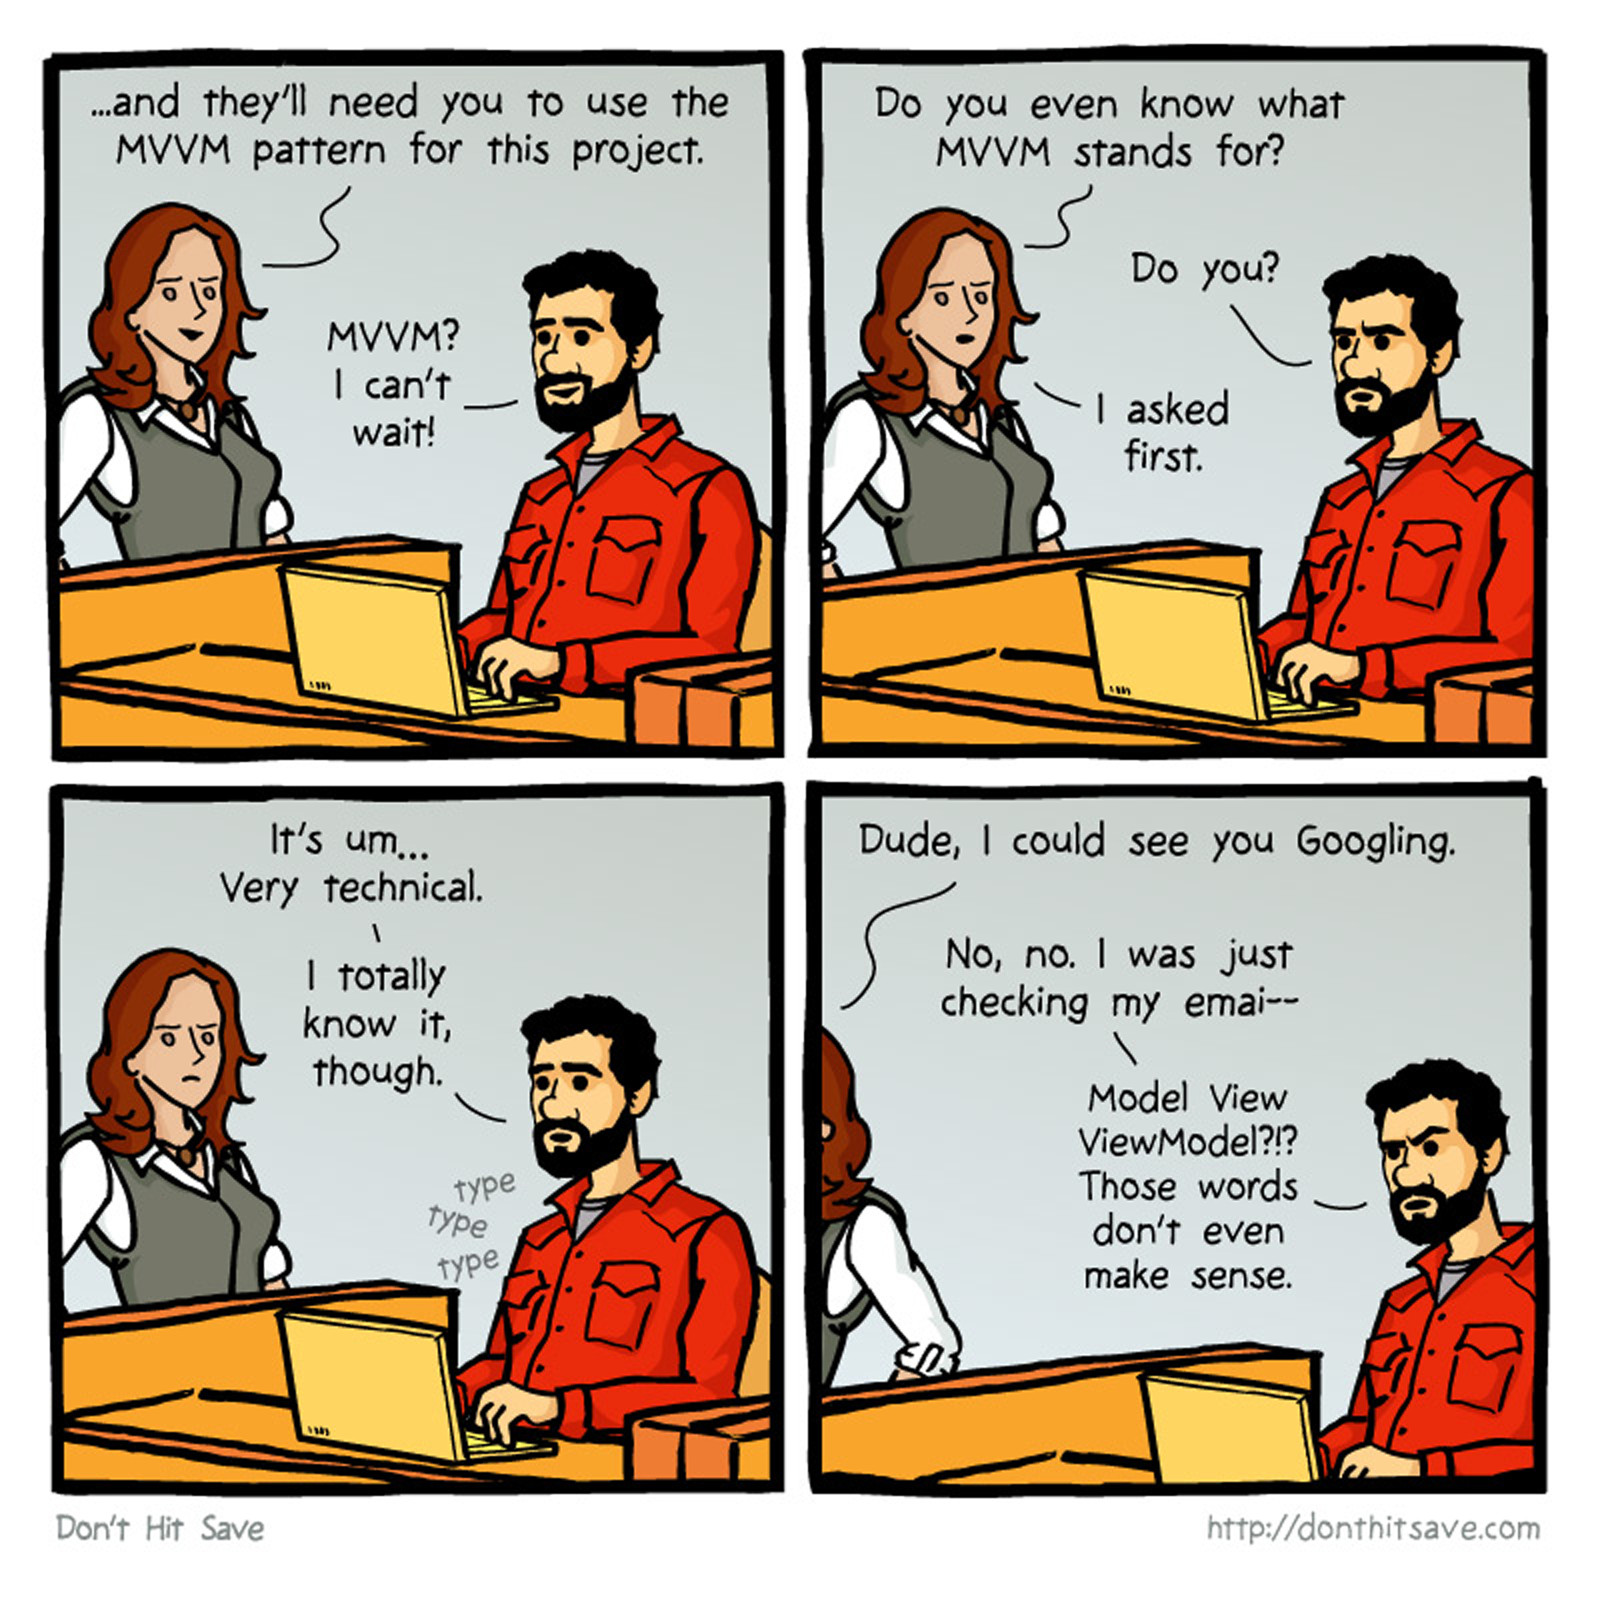 ...and they'll need you to use the
MVVM pattern for this project.
MVVM?
I can't
wait!
Do you even know what
MVVM stands for?
Do you?
I asked
first.
It's um...
Very technical.
I totally
know it,
though.
type
type
type
Dude, I could see you Googling.
No, no. I was just
checking my emai--
Model View
ViewModel?!?
Those words
don't even
make sense.
Don't Hit Save
http://donthitsave.com